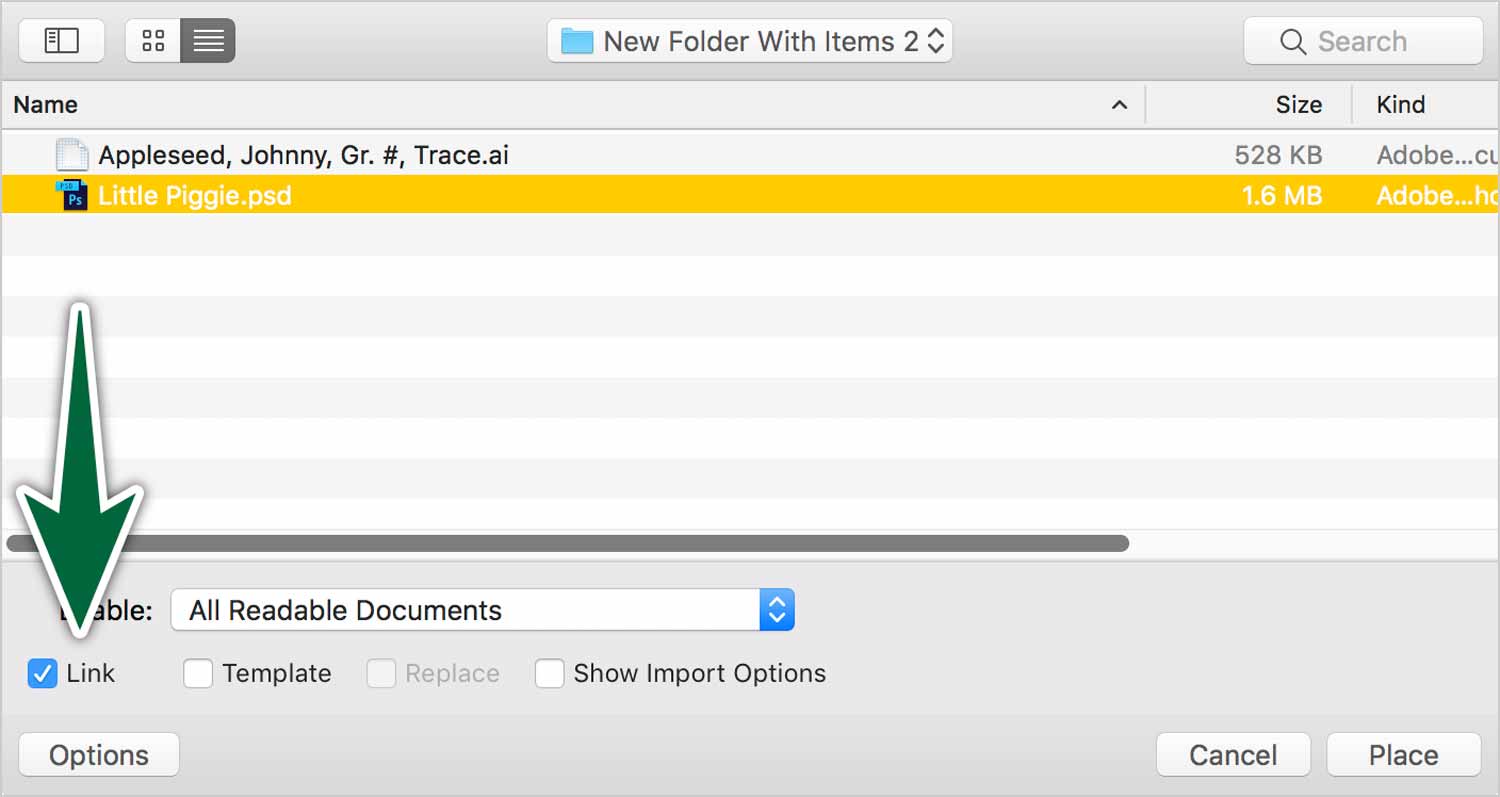 New Folder With Items 2
Search
Name Size Kind
Appleseed, Johnny, Gr. #, Trace.ai 528 KB Adobe...cu
PSD Ps Little Piggie.psd 1.6 MB Adobe...ho
All Readable Documents
Link Template Replace Show Import Options
Options Cancel Place